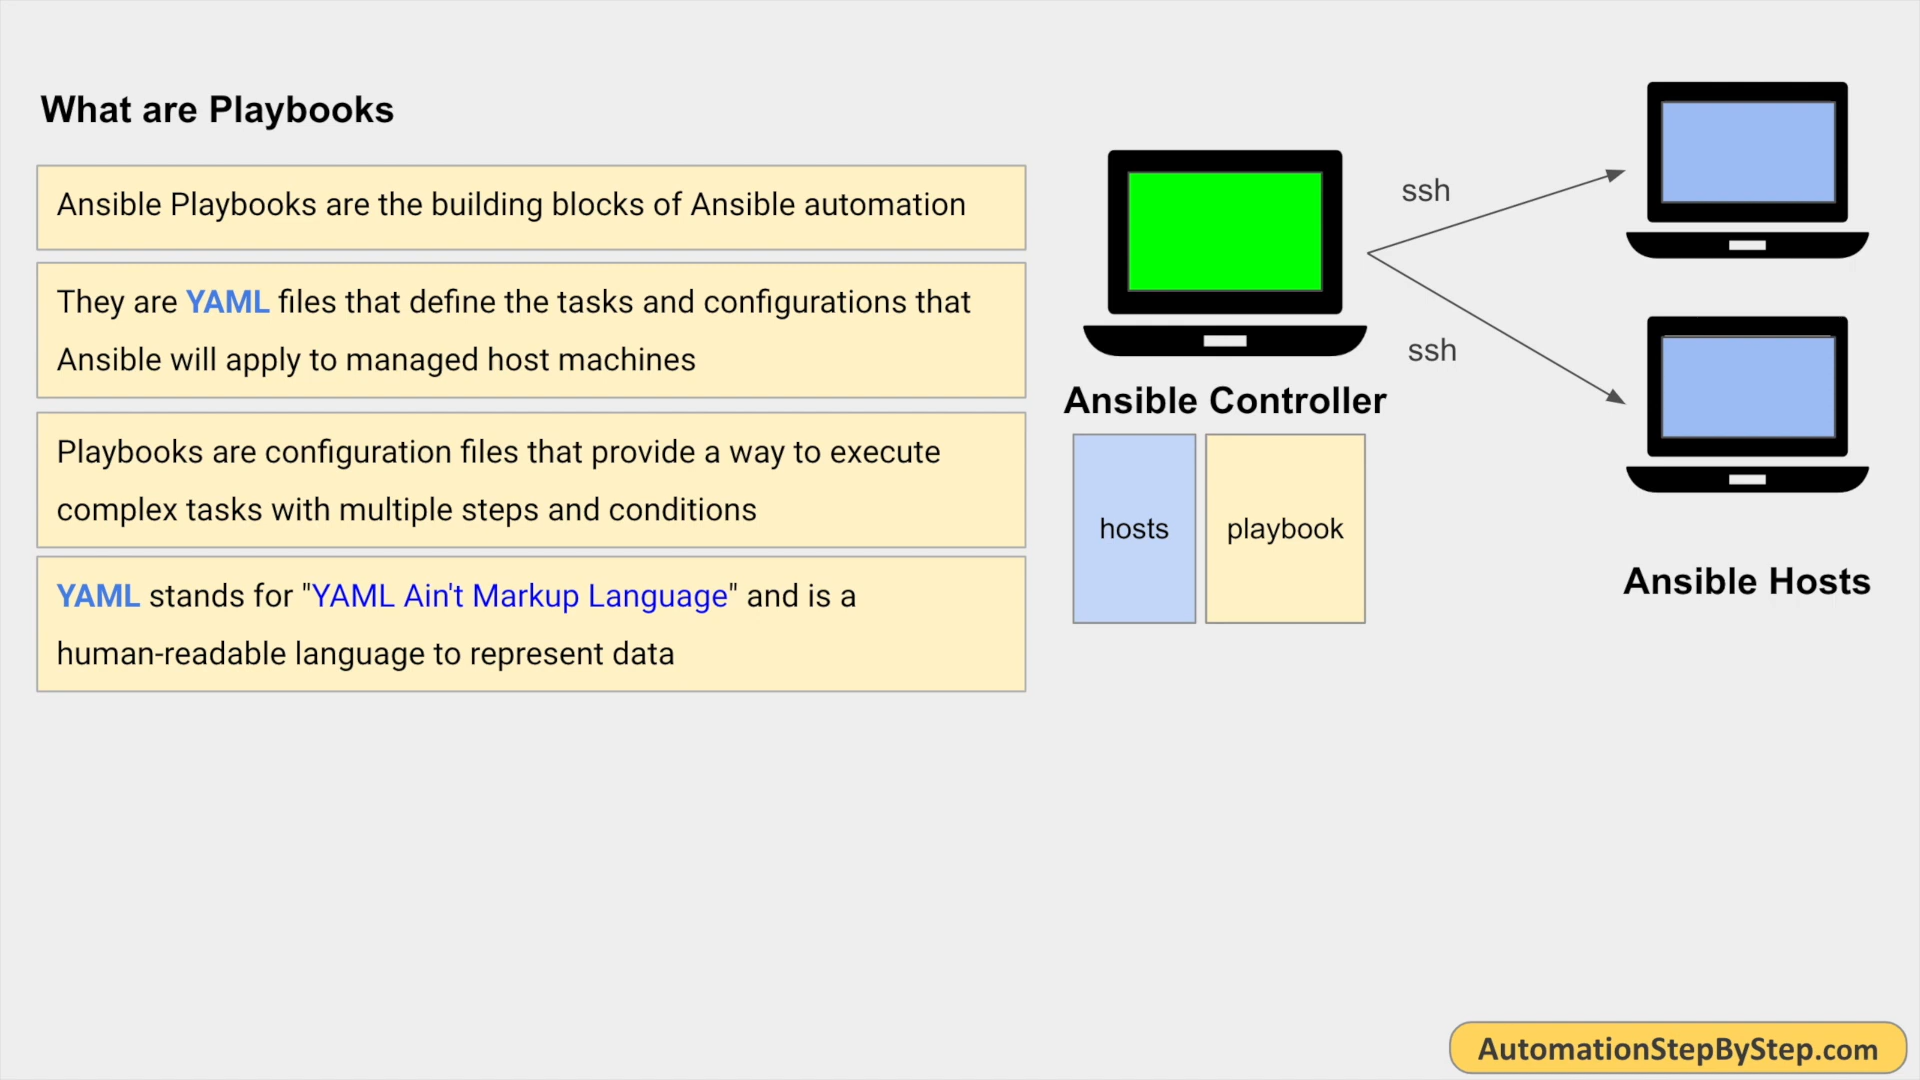 What are Playbooks
Ansible Playbooks are the building blocks of Ansible automation
They are YAML files that define the tasks and configurations that
Ansible will apply to managed host machines
Playbooks are configuration files that provide a way to execute
complex tasks with multiple steps and conditions
YAML stands for "YAML Ain't Markup Language" and is a
human-readable language to represent data
ssh
ssh
Ansible Controller
hosts
playbook
Ansible Hosts
AutomationStepByStep.com